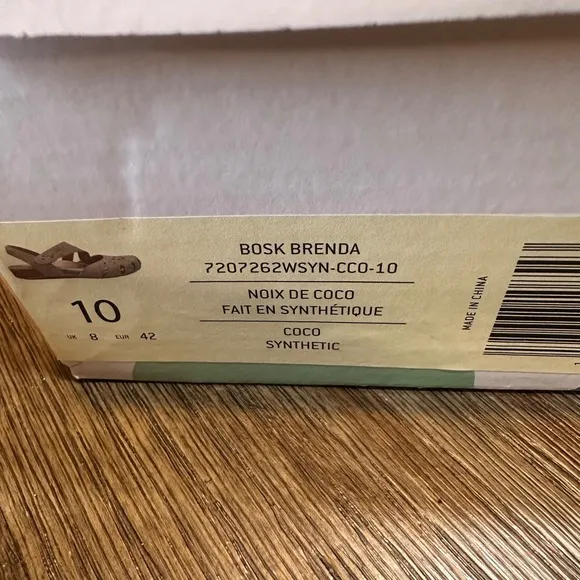 BOSK BRENDA
7207262WSYN-CCO-10
NOIX DE COCO
FAIT EN SYNTHÉTIQUE
COCO
SYNTHETIC
10
UK 8 EUR 42
MADE IN CHINA